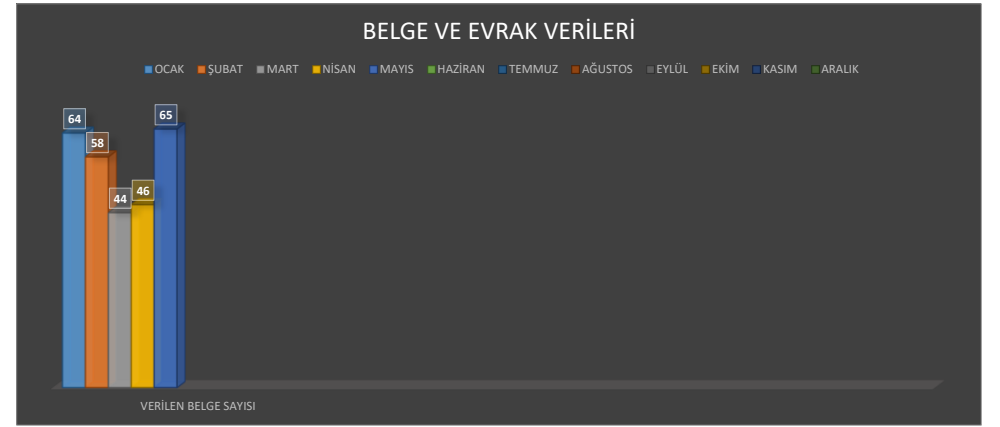 BELGE VE EVRAK VERİLERİ
OCAK ŞUBAT MART NİSAN MAYIS HAZİRAN TEMMUZ AĞUSTOS EYLÜL EKİM KASIM ARALIK
64
58
44
46
65
VERİLEN BELGE SAYISI